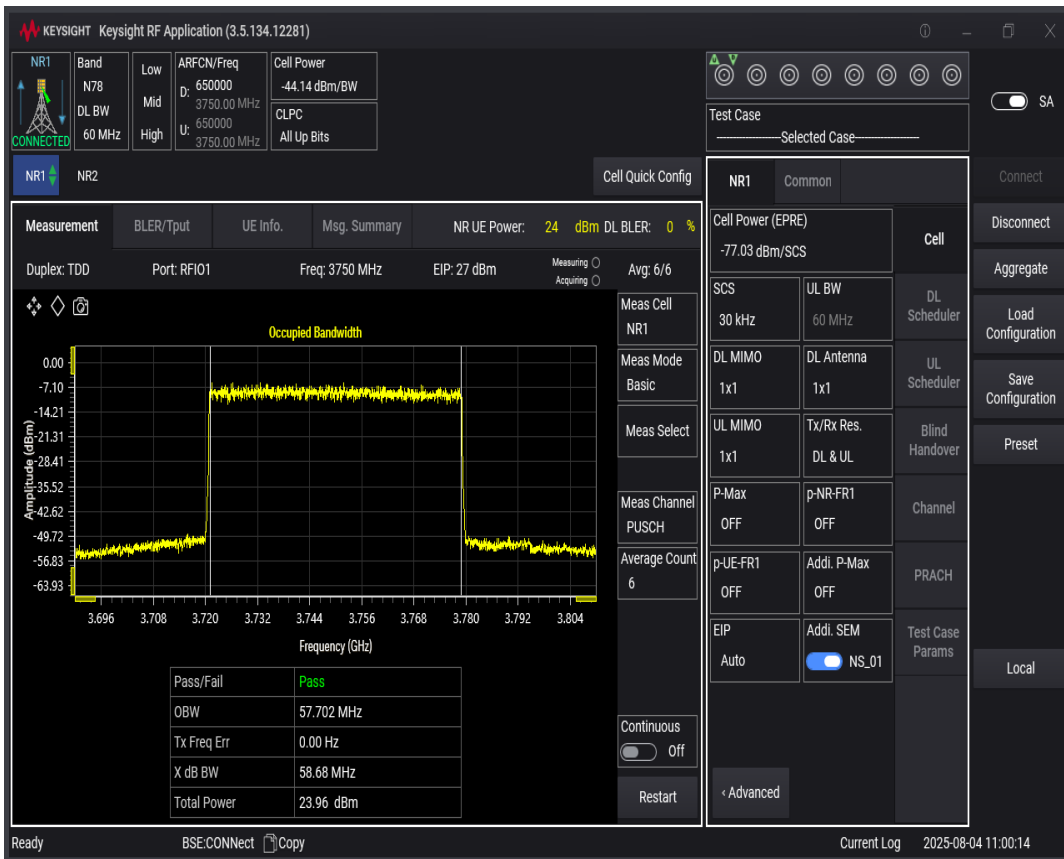 KEYSIGHT Keysight RF Application (3.5.134.12281)
NR1
CONNECTED
Band
N78
DL BW
60 MHz
Low
Mid
High
ARFCN/Freq
D: 650000
3750.00 MHz
U: 650000
3750.00 MHz
Cell Power
-44.14 dBm/BW
CLPC
All Up Bits
Test Case
Selected Case
SA
NR1
NR2
Cell Quick Config
Measurement
BLER/Tput
UE Info.
Msg. Summary
NR UE Power: 24 dBm DL BLER: 0 %
Duplex: TDD
Port: RFIO1
Freq: 3750 MHz
EIP: 27 dBm
Measuring
Acquiring
Avg: 6/6
Occupied Bandwidth
Amplitude (dBm)
0.00
-7.10
-14.21
-21.31
-28.41
-35.52
-42.62
-49.72
-56.83
-63.93
3.696 3.708 3.720 3.732 3.744 3.756 3.768 3.780 3.792 3.804
Frequency (GHz)
Pass/Fail Pass
OBW 57.702 MHz
Tx Freq Err 0.00 Hz
X dB BW 58.68 MHz
Total Power 23.96 dBm
Meas Cell
NR1
Meas Mode
Basic
Meas Select
Meas Channel
PUSCH
Average Count
6
Continuous
Off
Restart
NR1
Common
Cell Power (EPRE)
-77.03 dBm/SCS
SCS
30 kHz
UL BW
60 MHz
DL MIMO
1x1
DL Antenna
1x1
UL MIMO
1x1
Tx/Rx Res.
DL & UL
P-Max
OFF
p-NR-FR1
OFF
p-UE-FR1
OFF
Addi. P-Max
OFF
EIP
Auto
Addi. SEM
NS_01
‹ Advanced
Cell
DL
Scheduler
UL
Scheduler
Blind
Handover
Channel
PRACH
Test Case
Params
Connect
Disconnect
Aggregate
Load
Configuration
Save
Configuration
Preset
Local
Ready
BSE:CONNect
Copy
Current Log
2025-08-04 11:00:14